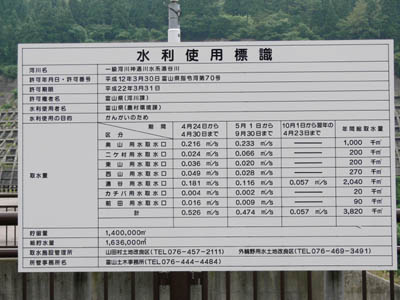 水利使用標識
河川名 一級河川神通川水系湯谷川
許可年月日・許可番号 平成12年3月30日富山県指令河第70号
許可期限 平成22年3月31日
許可権者名 富山県(河川課)
水利使用者名 富山県(農村環境課)
水利使用の目的 かんがいのため
期間 4月24日から 5月1日から 10月1日から翌年の 年間総取水量
区分 4月30日まで 9月30日まで 4月23日まで
奥山用水取水口 0.216 ㎥/s 0.233 ㎥/s 1,000 千㎥
二ケ村用水取水口 0.024 ㎥/s 0.046 ㎥/s 200 千㎥
東山用水取水口 0.036 ㎥/s 0.020 ㎥/s 200 千㎥
取水量 西山用水取水口 0.049 ㎥/s 0.028 ㎥/s 270 千㎥
湯谷用水取水口 0.181 ㎥/s 0.116 ㎥/s 0.057 ㎥/s 2,040 千㎥
カチバ用水取水口 0.004 ㎥/s 0.002 ㎥/s 20 千㎥
前田用水取水口 0.016 ㎥/s 0.009 ㎥/s 90 千㎥
計 0.526 ㎥/s 0.474 ㎥/s 0.057 ㎥/s 3,820 千㎥
貯留量 1,400,000㎥
総貯水量 1,636,000㎥
取水施設管理所 山田村土地改良区(TEL076-457-2111) 外輪野用水土地改良区(TEL076-469-3491)
所管事務所名 富山土木事務所(TEL076-444-4484)